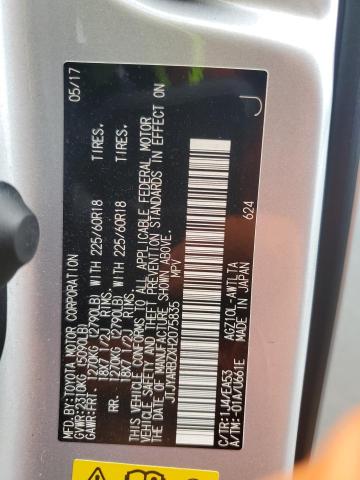 MFD. BY:
TOYOTA MOTOR CORPORATION 05/17
GVWR:2310KG (5090LB)
GAWR:FRT. 1270KG (2790LB) WITH 225/60R18 TIRES.
18X7 1/2J RIMS
RR. 1270KG (2790LB) WITH 225/60R18 TIRES.
18X7 1/2J RIMS
THIS VEHICLE CONFORMS TO ALL APPLICABLE FEDERAL MOTOR
VEHICLE SAFETY AND THEFT PREVENTION STANDARDS IN EFFECT ON
THE DATE OF MANUFACTURE SHOWN ABOVE.
MPV
C/TR:1J4/EA53 AGZ10L-AWTLTA 624
A/TM:-01A/U661E MADE IN JAPAN
J